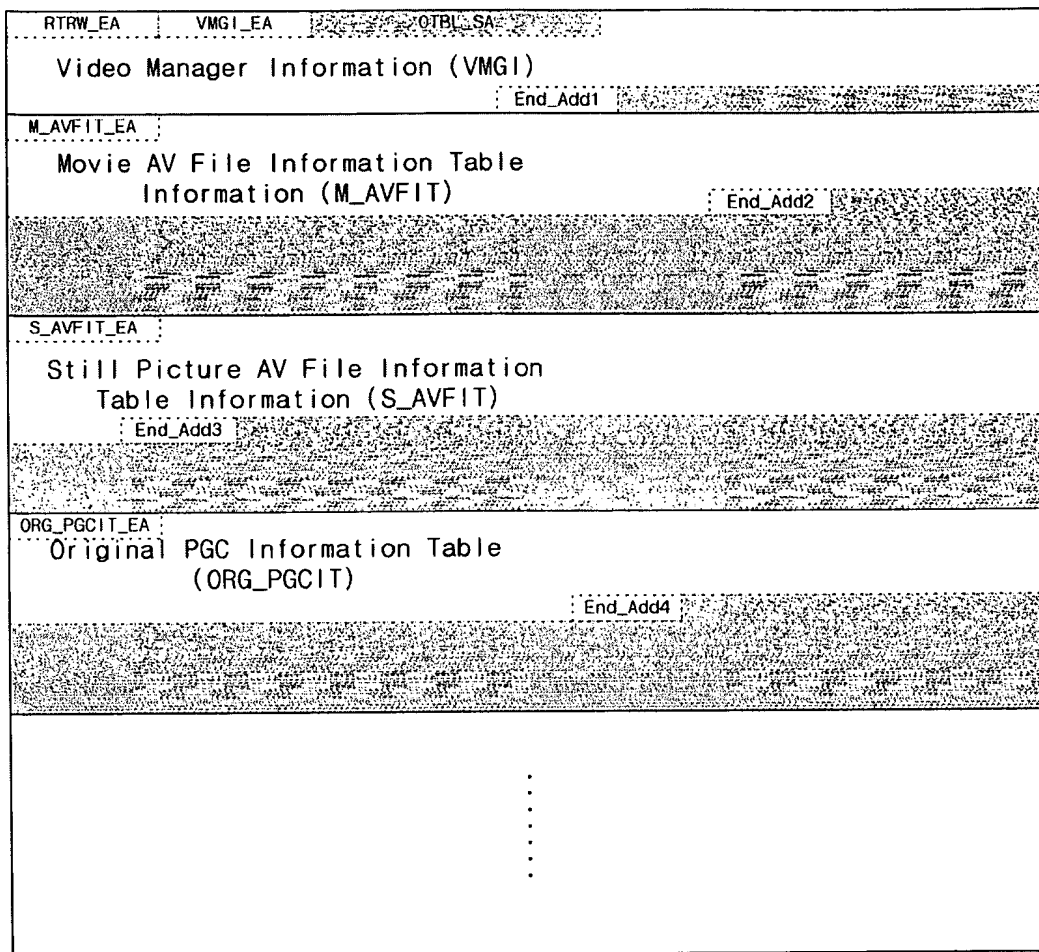 RTRW_EA VMGI_EA OTBL_SA
Video Manager Information (VMGI)
End_Add1
M_AVFIT_EA
Movie AV File Information Table
Information (M_AVFIT)
End_Add2
S_AVFIT_EA
Still Picture AV File Information
Table Information (S_AVFIT)
End_Add3
ORG_PGCIT_EA
Original PGC Information Table
(ORG_PGCIT)
End_Add4